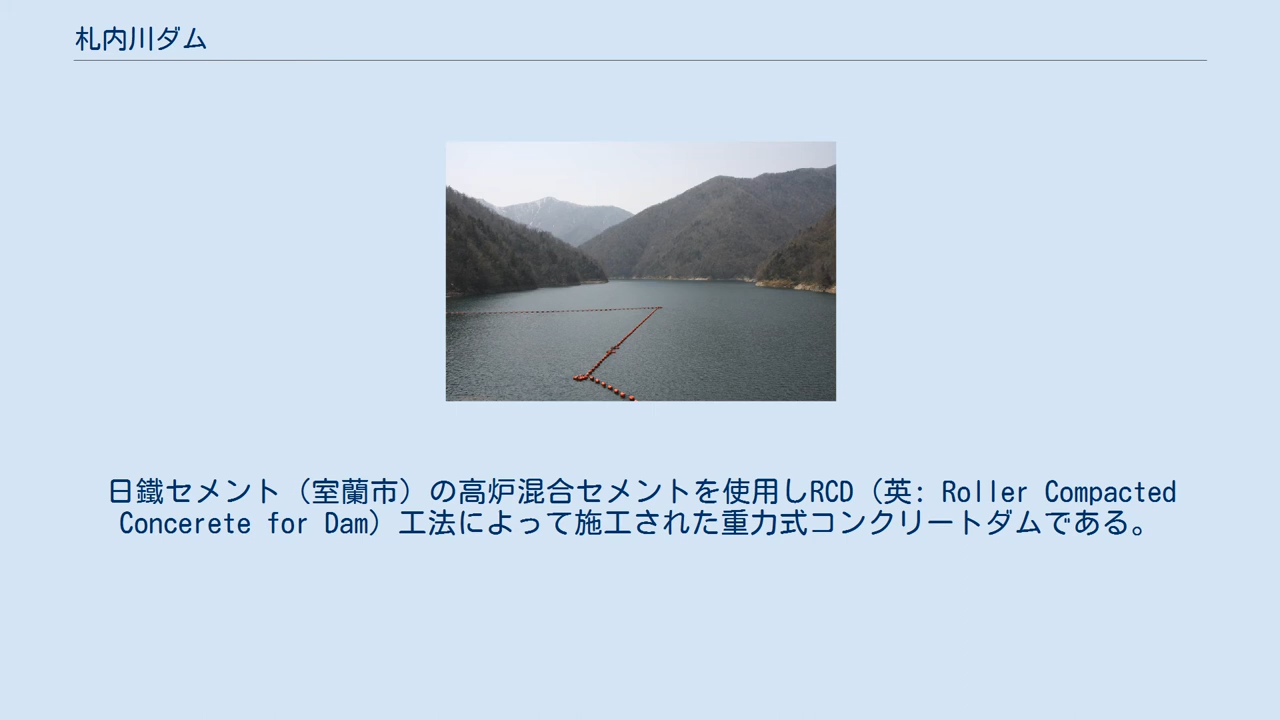 札内川ダム
日鐵セメント（室蘭市）の高炉混合セメントを使用しRCD（英: Roller Compacted
Concerete for Dam）工法によって施工された重力式コンクリートダムである。